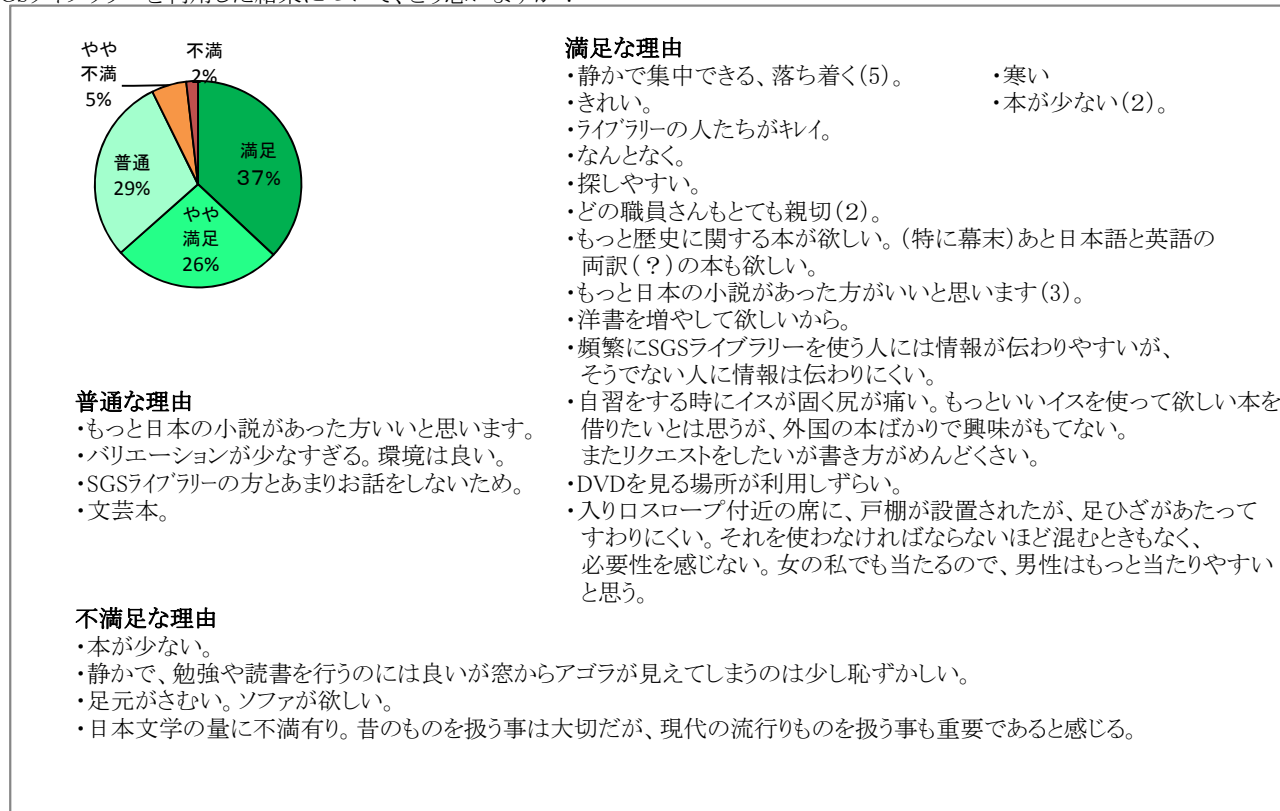 やや
不満
5%
不満
2%
満足
37%
普通
29%
やや
満足
26%
満足な理由
・静かで集中できる、落ち着く(5)。 ・寒い
・きれい。 ・本が少ない(2)。
・ライブラリーの人たちがキレイ。
・なんとなく。
・探しやすい。
・どの職員さんもとても親切(2)。
・もっと歴史に関する本が欲しい。(特に幕末)あと日本語と英語の
両訳(?)の本も欲しい。
・もっと日本の小説があった方がいいと思います(3)。
・洋書を増やして欲しいから。
・頻繁にSGSライブラリーを使う人には情報が伝わりやすいが、
そうでない人に情報は伝わりにくい。
・自習をする時にイスが固く尻が痛い。もっといいイスを使って欲しい本を
借りたいとは思うが、外国の本ばかりで興味がもてない。
またリクエストをしたいが書き方がめんどくさい。
・DVDを見る場所が利用しずらい。
・入り口スロープ付近の席に、戸棚が設置されたが、足ひざがあたって
すわりにくい。それを使わなければならないほど混むときもなく、
必要性を感じない。女の私でも当たるので、男性はもっと当たりやすい
と思う。
普通な理由
・もっと日本の小説があった方いいと思います。
・バリエーションが少なすぎる。環境は良い。
・SGSライブラリーの方とあまりお話をしないため。
・文芸本。
不満足な理由
・本が少ない。
・静かで、勉強や読書を行うのには良いが窓からアゴラが見えてしまうのは少し恥ずかしい。
・足元がさむい。ソファが欲しい。
・日本文学の量に不満有り。昔のものを扱う事は大切だが、現代の流行りものを扱う事も重要であると感じる。